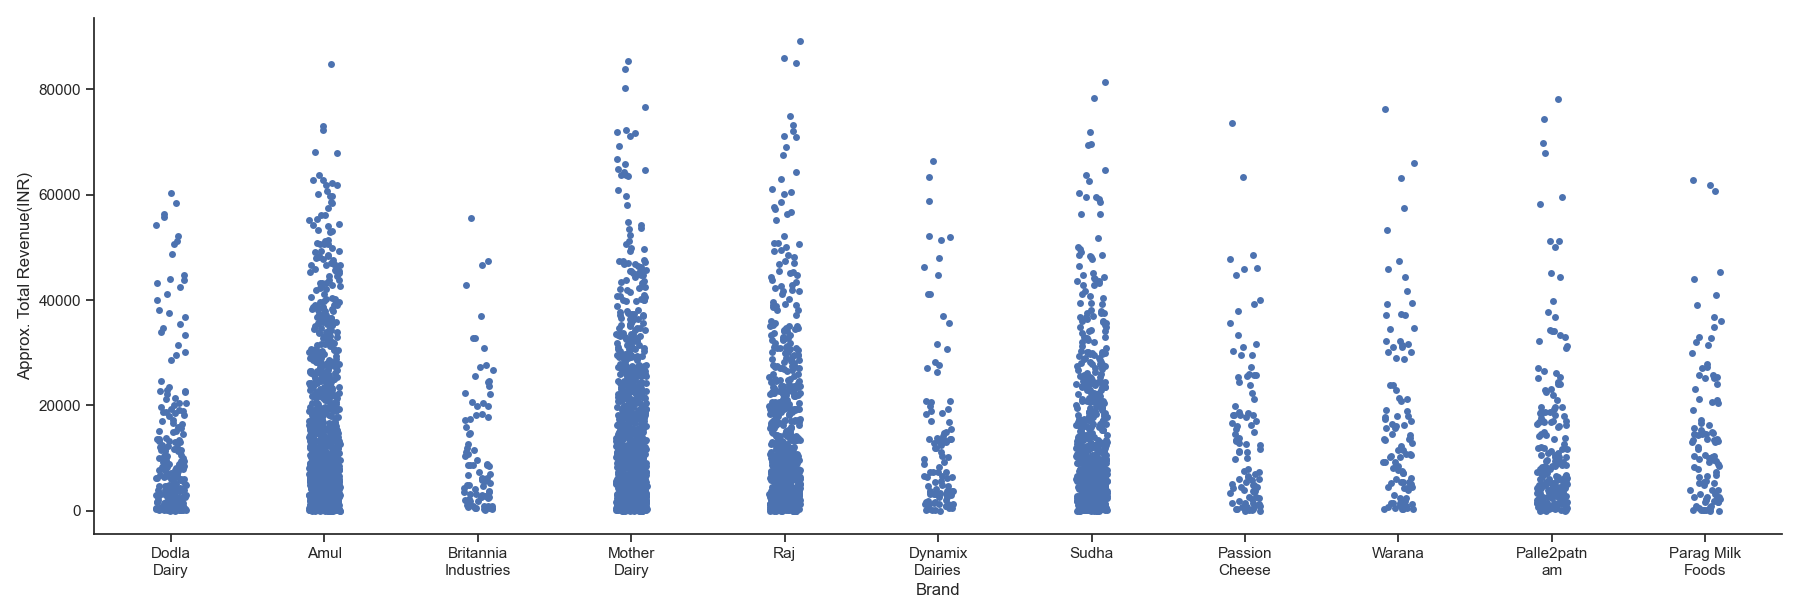 Approx. Total Revenue(INR)
80000
60000
40000
20000
0
Dodla
Dairy
Amul
Britannia
Industries
Mother
Dairy
Raj
Dynamix
Dairies
Sudha
Passion
Cheese
Warana
Palle2patn
am
Parag Milk
Foods
Brand